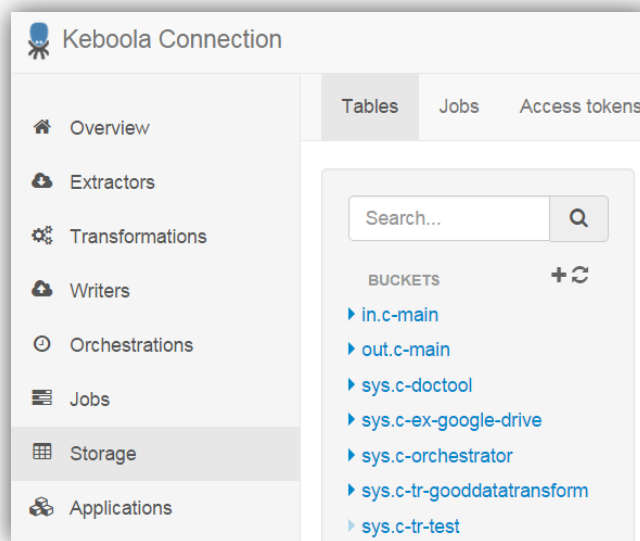 Keboola Connection
Overview
Extractors
Transformations
Writers
Orchestrations
Jobs
Storage
Applications
Tables Jobs Access tokens
Search...
BUCKETS
in.c-main
out.c-main
sys.c-doctool
sys.c-ex-google-drive
sys.c-orchestrator
sys.c-tr-gooddatatransform
sys.c-tr-test